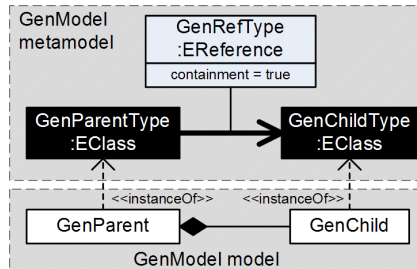 GenModel
metamodel
GenRefType
:EReference
containment = true
GenParentType
:EClass
GenChildType
:EClass
<<instanceOf>>
<<instanceOf>>
GenParent
GenChild
GenModel model